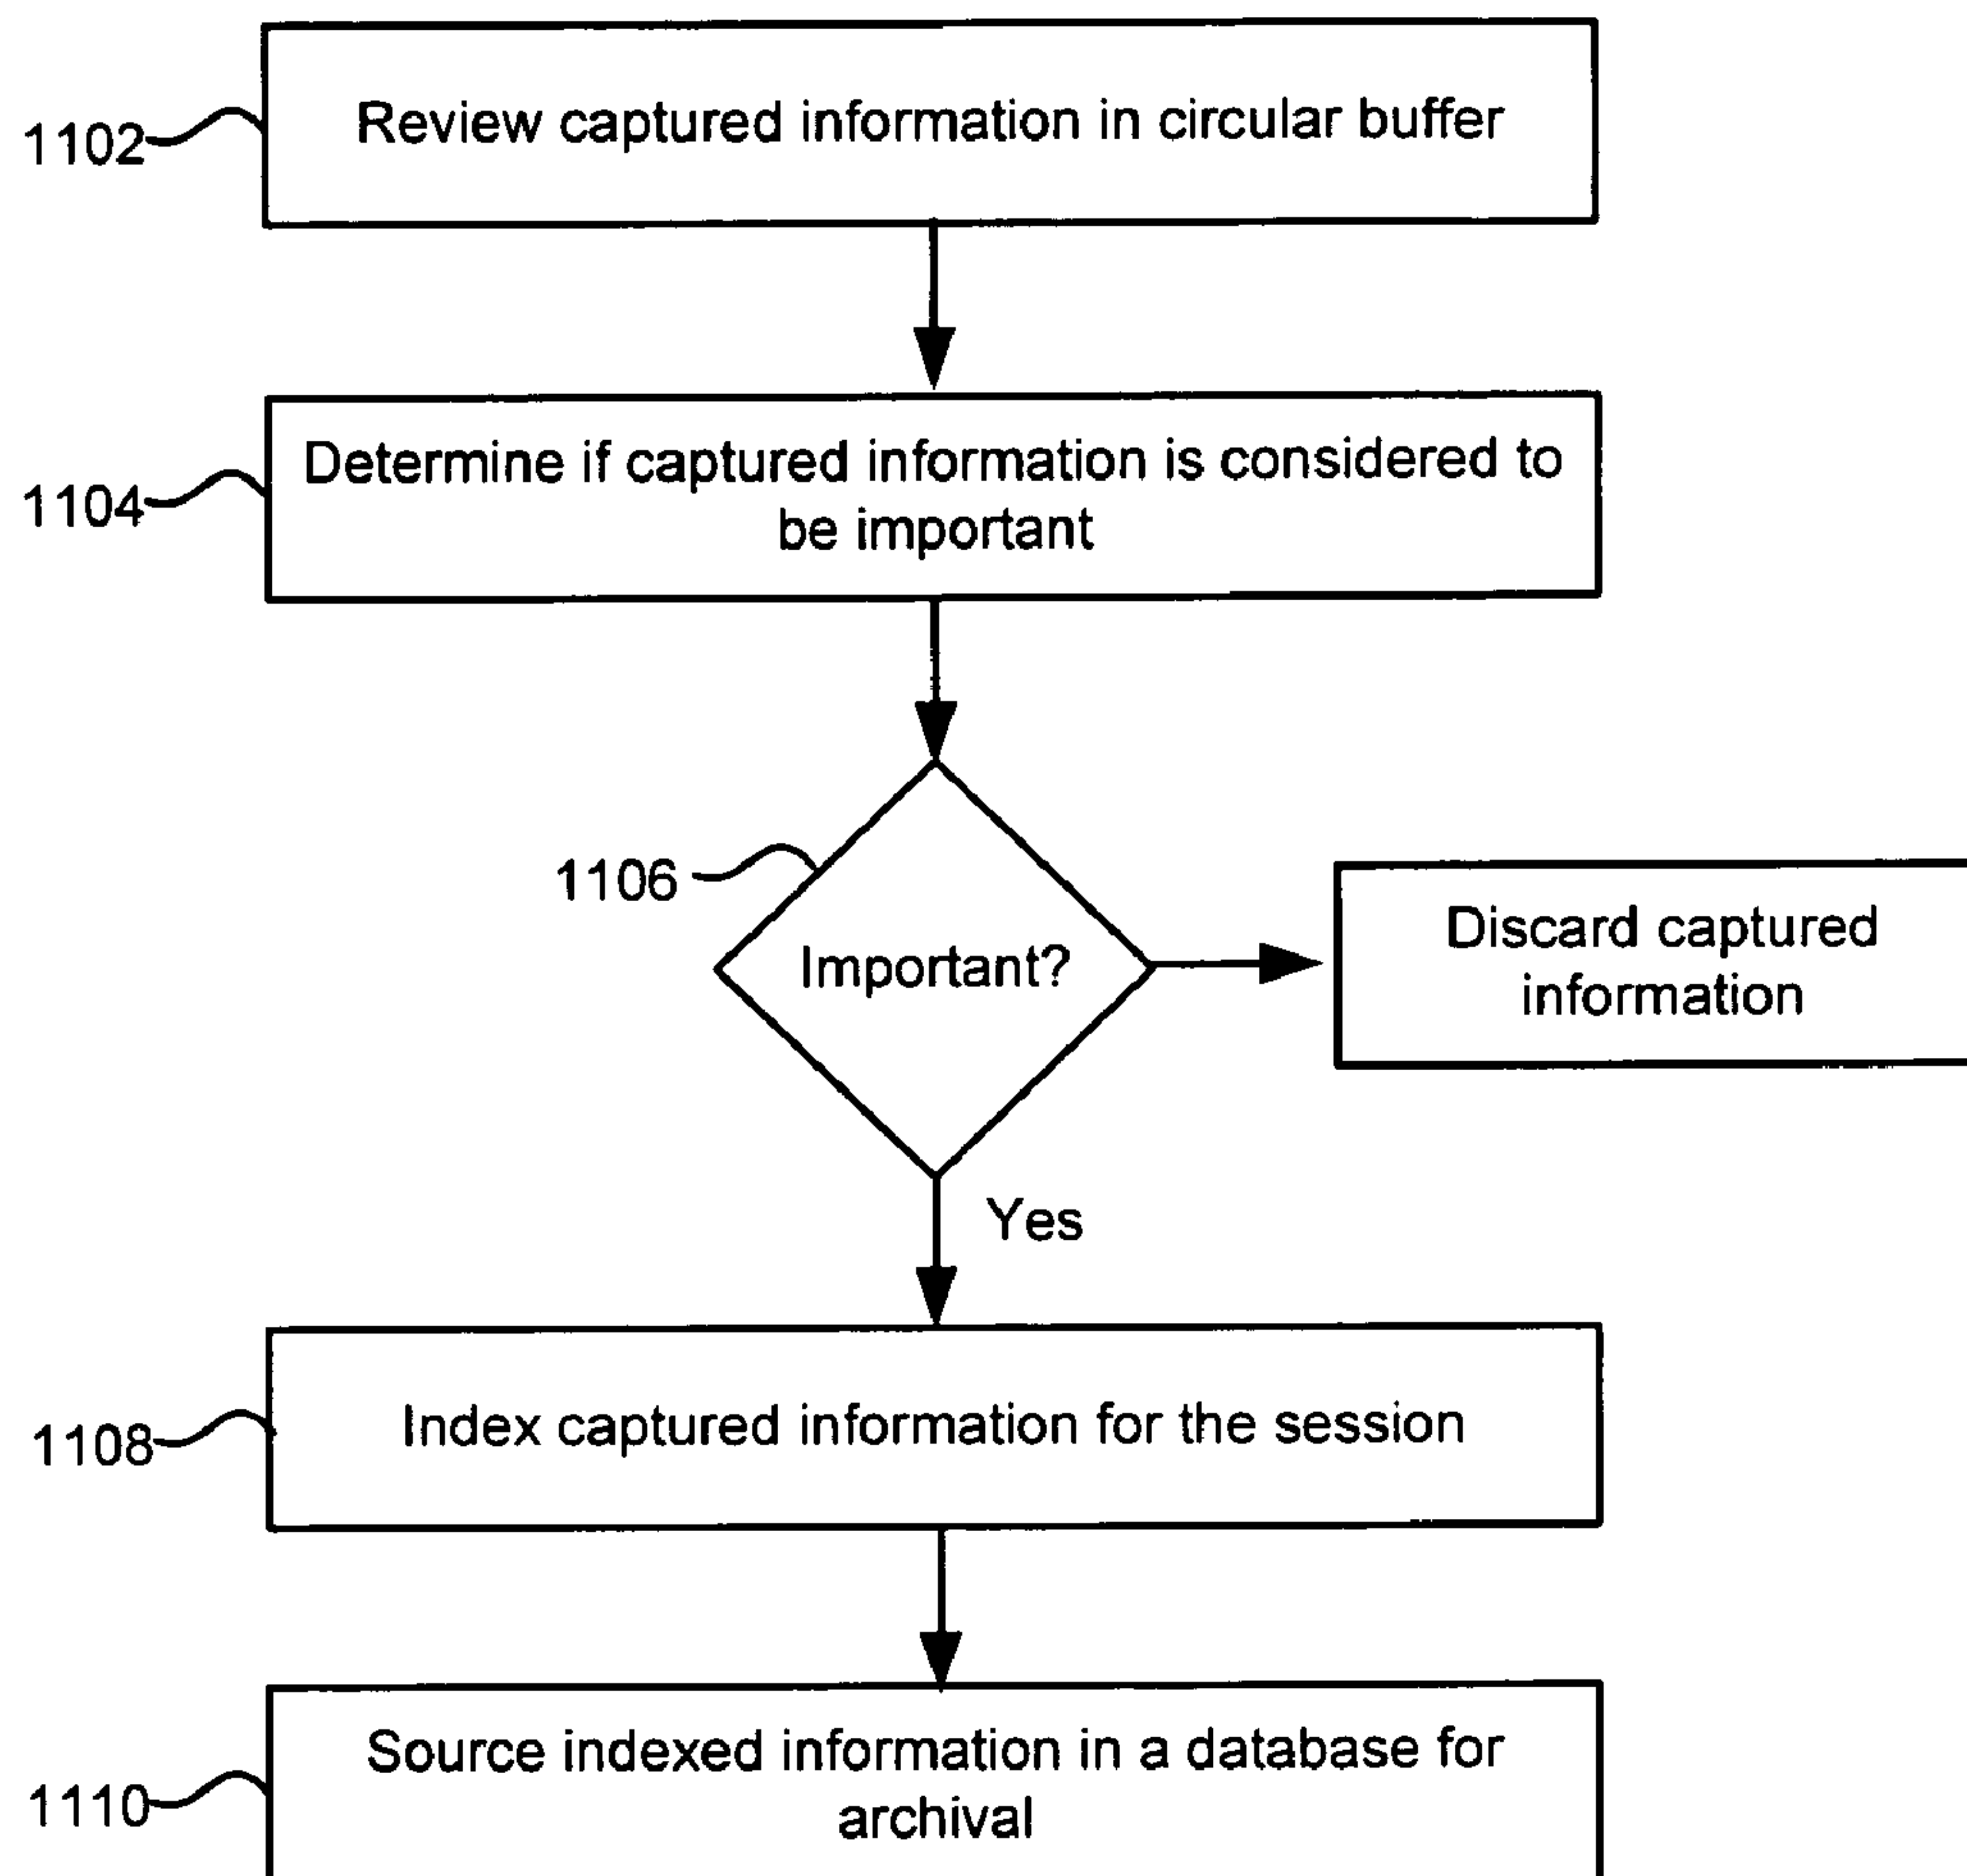 1102
Review captured information in circular buffer
1104
Determine if captured information is considered to
be important
1106
Important?
Discard captured
information
Yes
1108
Index captured information for the session
1110
Source indexed information in a database for
archival